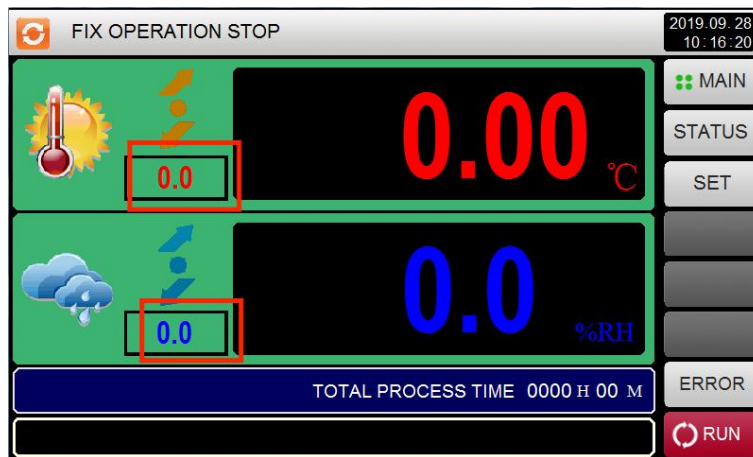 FIX OPERATION STOP
2019.09.28
10:16:20
0.00 ℃
0.0
MAIN
STATUS
SET
0.0 %RH
0.0
TOTAL PROCESS TIME 0000 H 00 M
ERROR
RUN